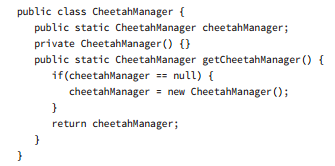 public class CheetahManager {
   public static CheetahManager cheetahManager;
   private CheetahManager() {}
   public static CheetahManager getCheetahManager() {
      if(cheetahManager == null) {
         cheetahManager = new CheetahManager();
      }
      return cheetahManager;
   }
}